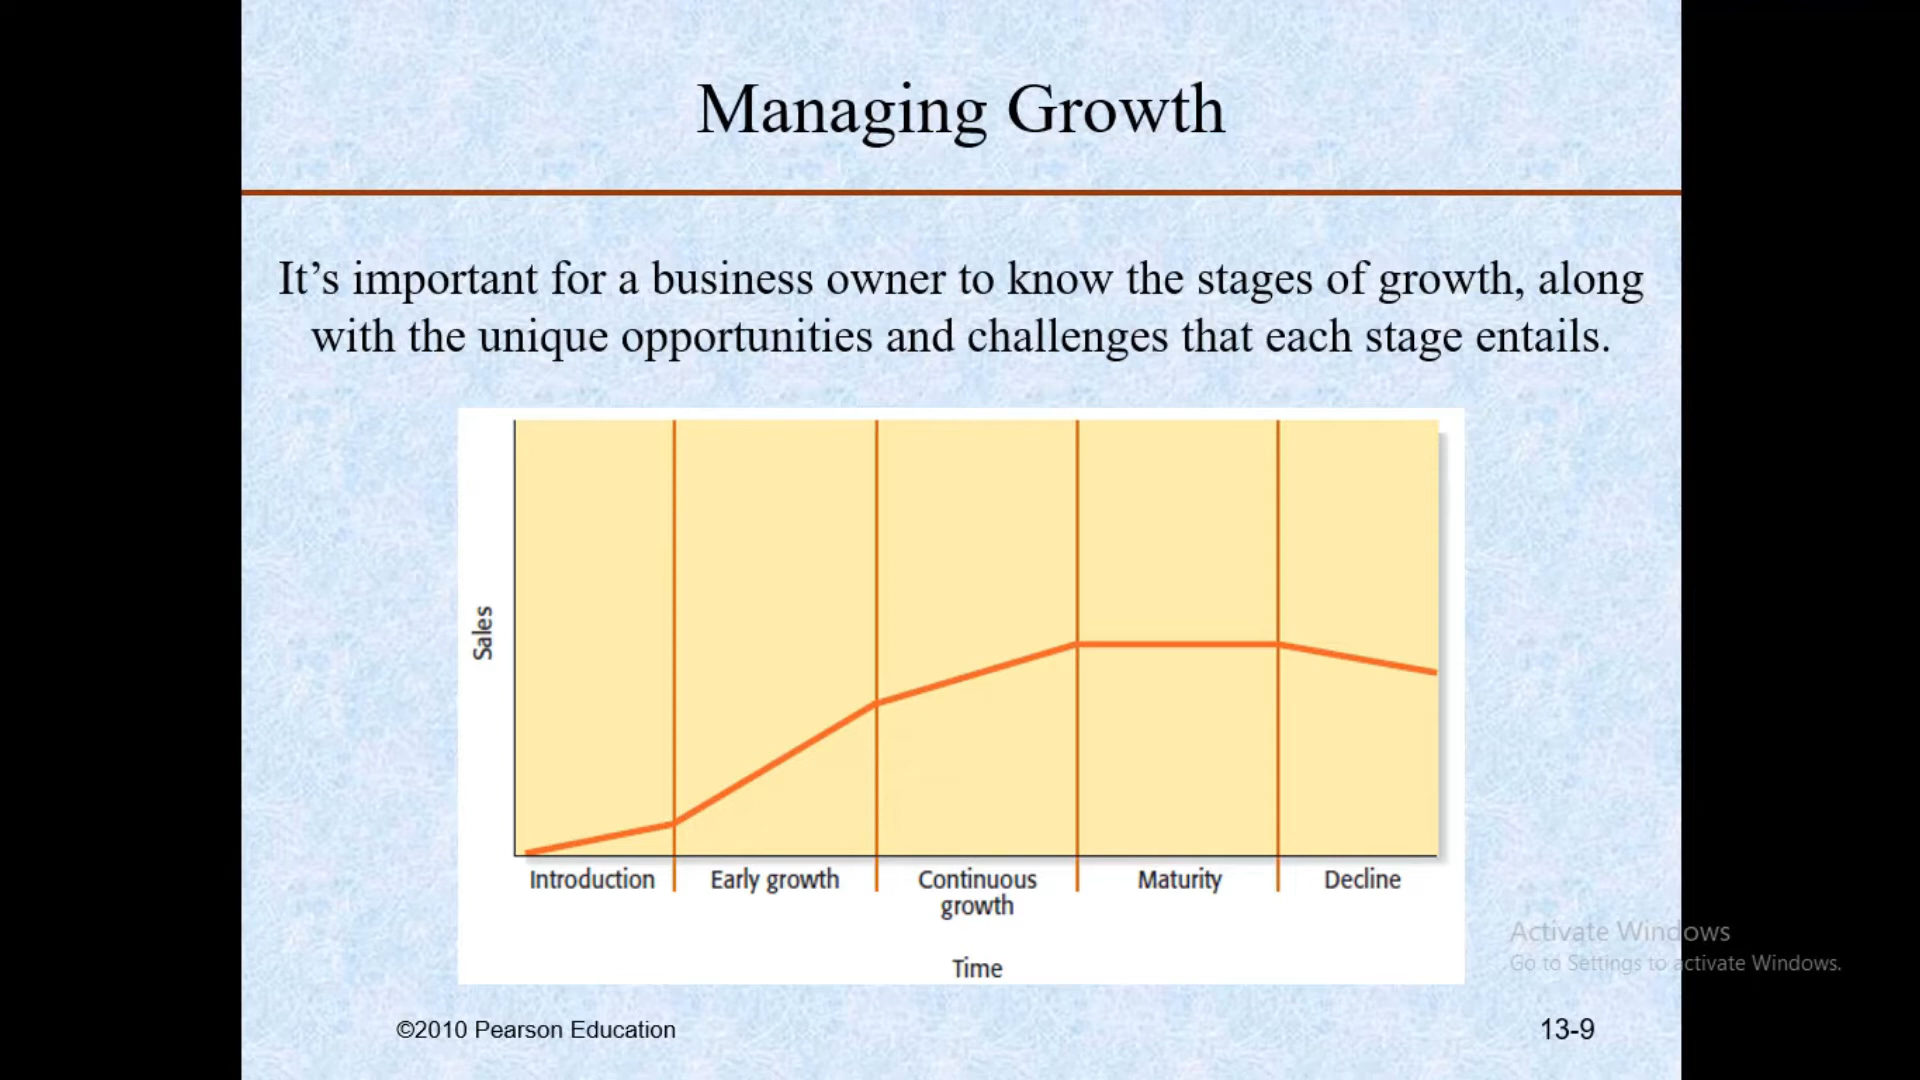 Managing Growth
It’s important for a business owner to know the stages of growth, along
with the unique opportunities and challenges that each stage entails.
Sales
Introduction
Early growth
Continuous
growth
Maturity
Decline
Time
Activate Windows
Go to Settings to activate Windows.
©2010 Pearson Education
13-9